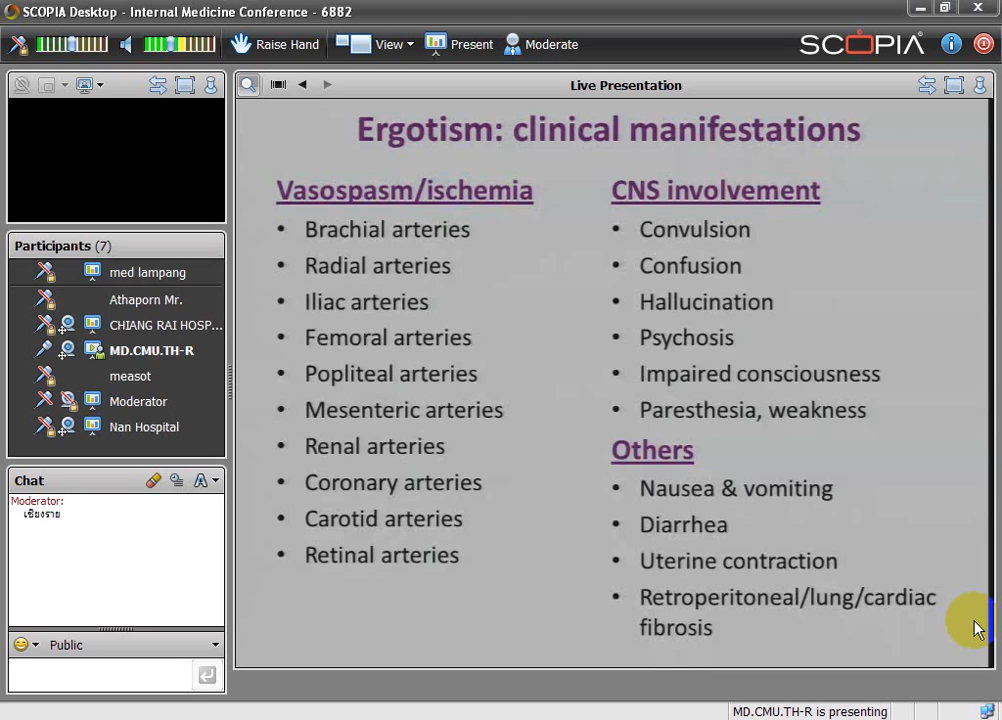 SCOPIA Desktop - Internal Medicine Conference - 6882
Raise Hand
View
Present
Moderate
SCOPIA
Live Presentation
Participants (7)
med lampang
Athaporn Mr.
CHIANG RAI HOSP...
MD.CMU.TH-R
measot
Moderator
Nan Hospital
Chat
Moderator:
เชียงราย
Public
Ergotism: clinical manifestations
Vasospasm/ischemia
• Brachial arteries
• Radial arteries
• Iliac arteries
• Femoral arteries
• Popliteal arteries
• Mesenteric arteries
• Renal arteries
• Coronary arteries
• Carotid arteries
• Retinal arteries
CNS involvement
• Convulsion
• Confusion
• Hallucination
• Psychosis
• Impaired consciousness
• Paresthesia, weakness
Others
• Nausea & vomiting
• Diarrhea
• Uterine contraction
• Retroperitoneal/lung/cardiac
fibrosis
MD.CMU.TH-R is presenting